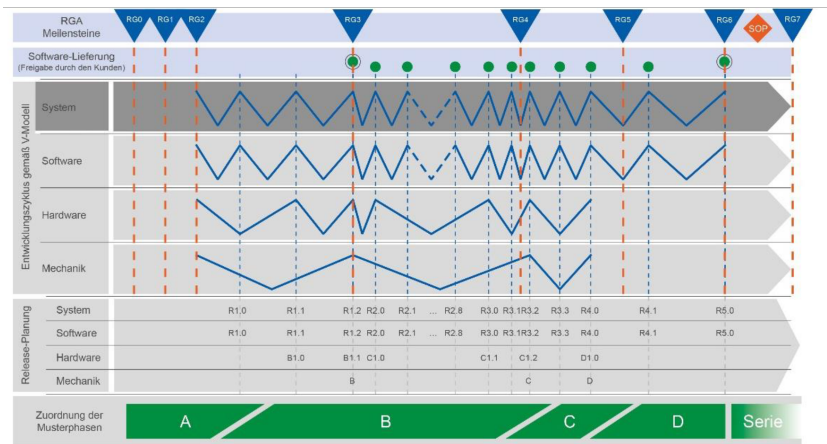 RGA
Meilensteine
RG0 RG1 RG2 RG3 RG4 RG5 RG6 SOP RG7
Software-Lieferung
(Freigabe durch den Kunden)
Entwicklungszyklus gemäß V-Modell
System
Software
Hardware
Mechanik
Release-Planung
System R1.0 R1.1 R1.2 R2.0 R2.1 ... R2.8 R3.0 R3.1 R3.2 R3.3 R4.0 R4.1 R5.0
Software R1.0 R1.1 R1.2 R2.0 R2.1 ... R2.8 R3.0 R3.1 R3.2 R3.3 R4.0 R4.1 R5.0
Hardware B1.0 B1.1 C1.0 C1.1 C1.2 D1.0
Mechanik B C D
Zuordnung der
Musterphasen
A B C D Serie